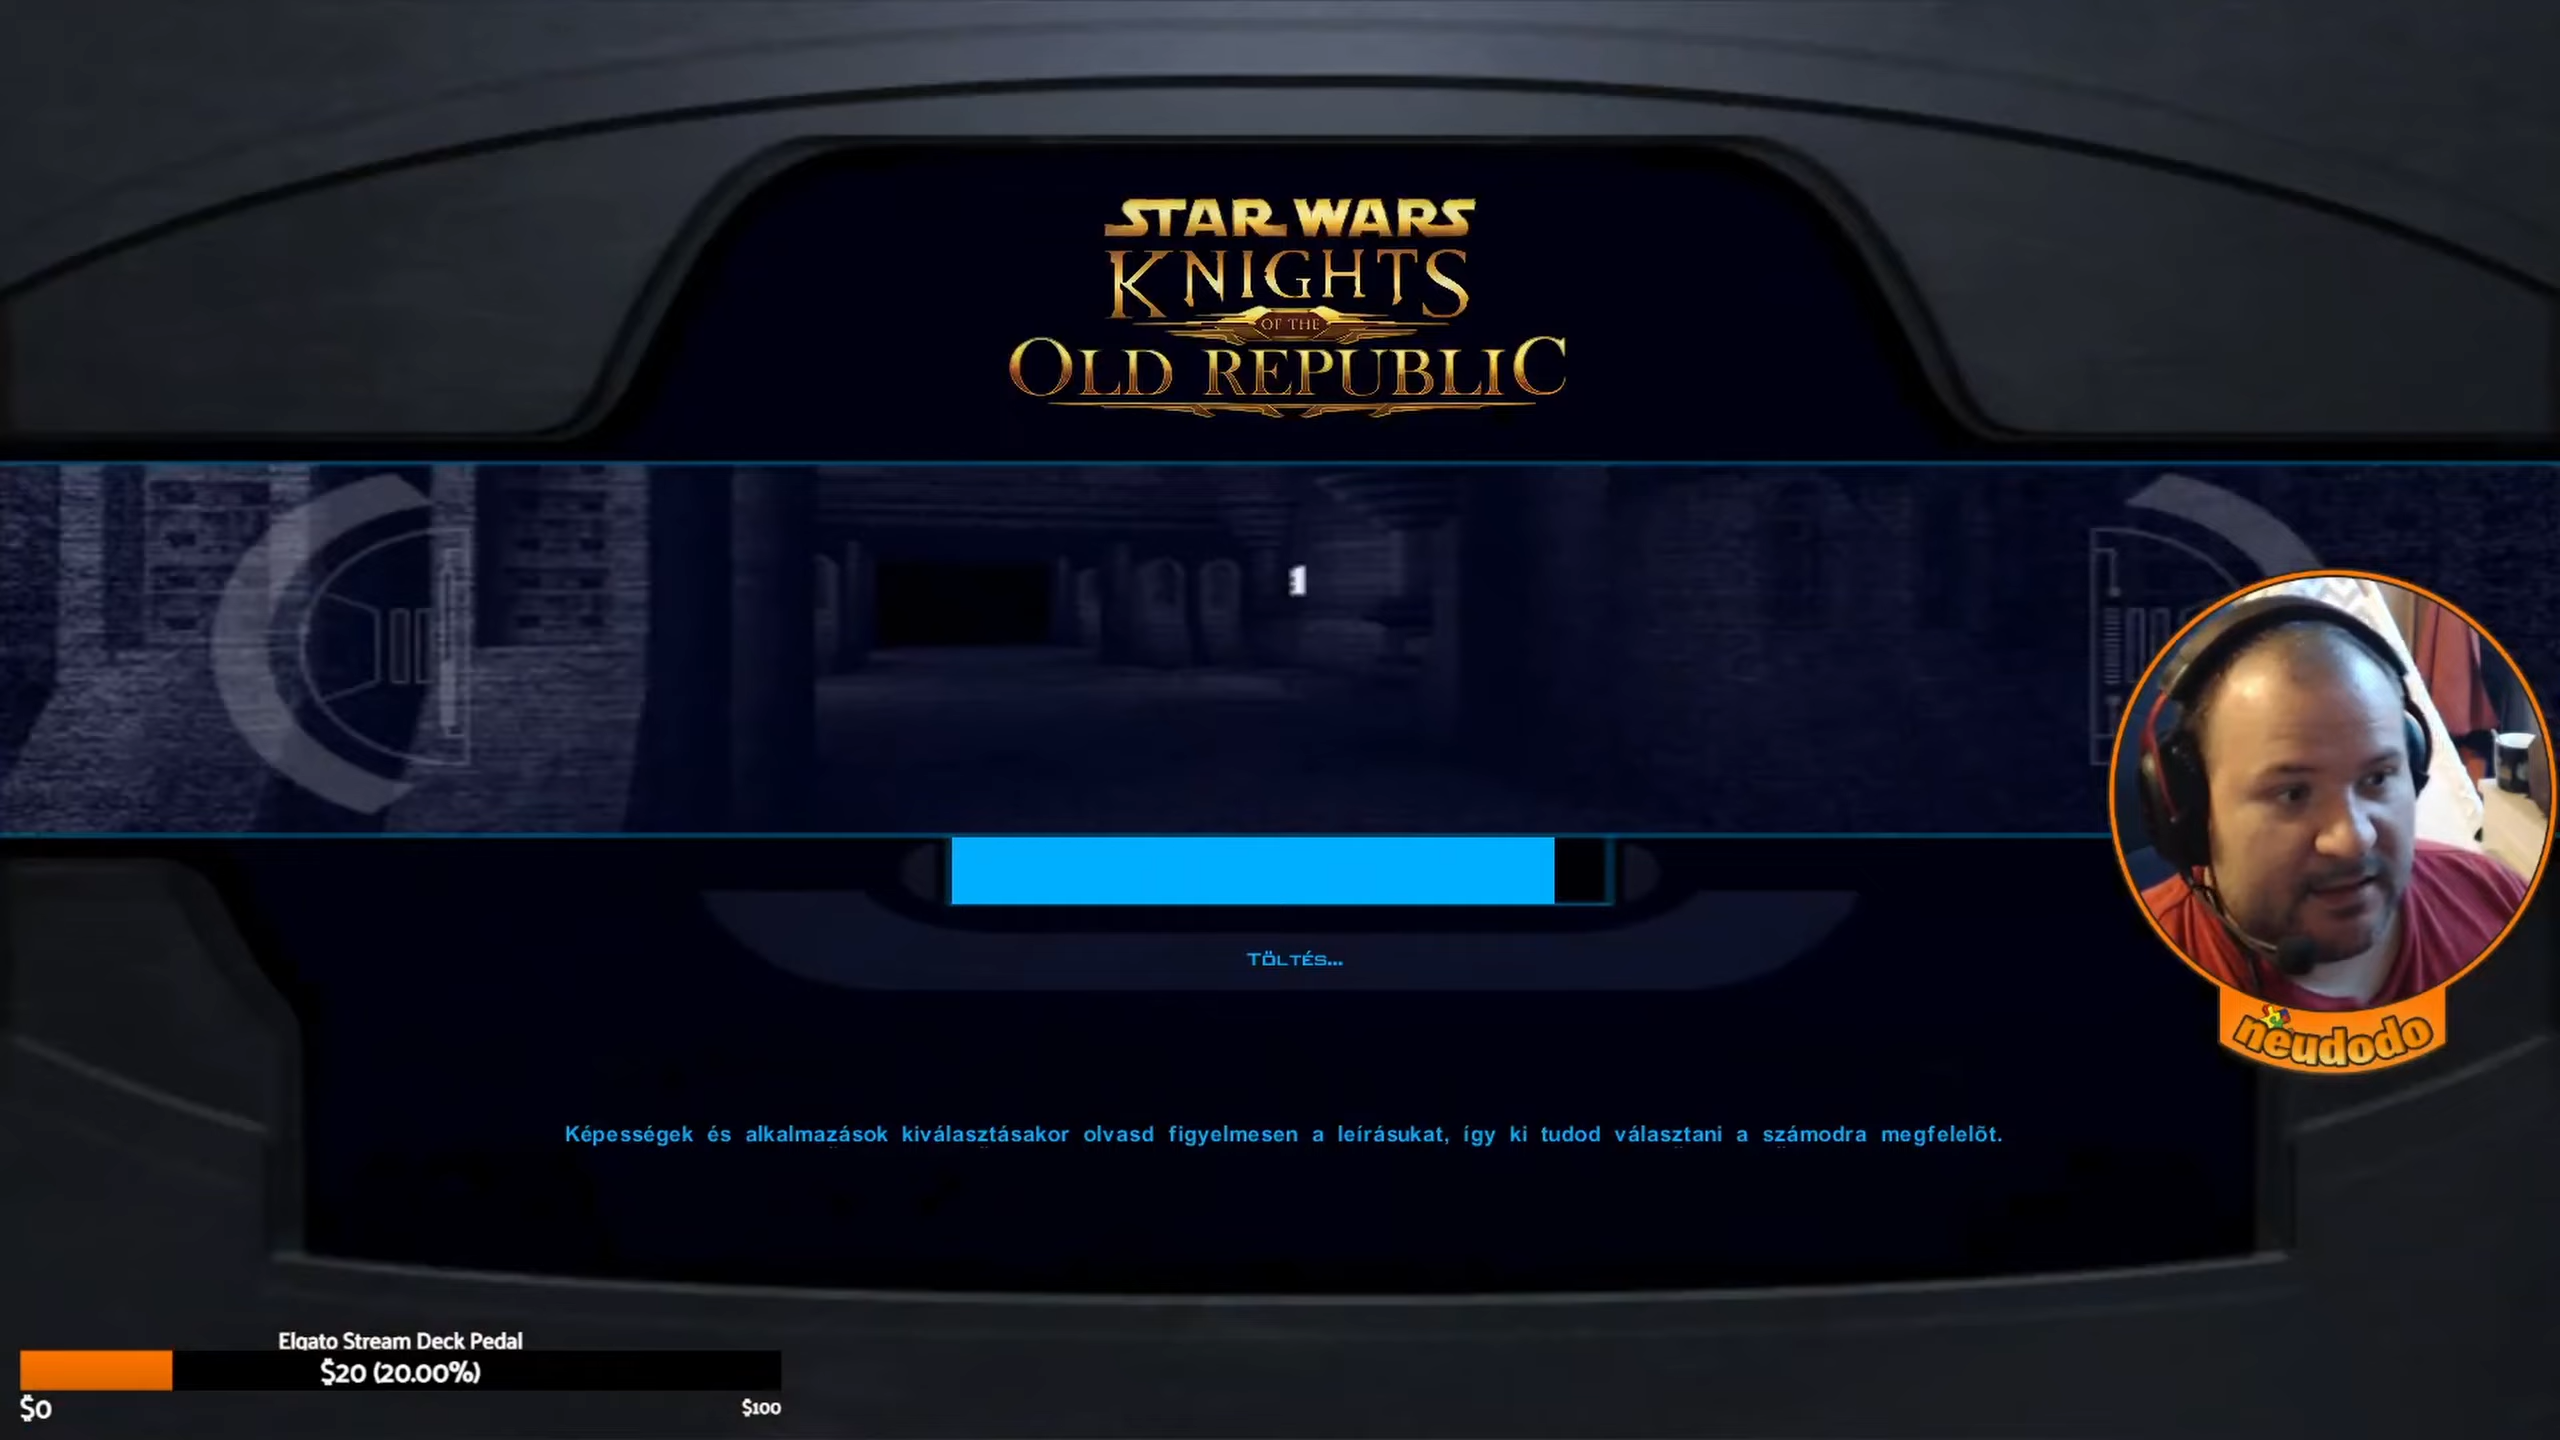 STAR WARS
KNIGHTS
OF THE
OLD REPUBLIC
TÖLTÉS...
neudodo
Képességek és alkalmazások kiválasztásakor olvasd figyelmesen a leírásukat, így ki tudod választani a számodra megfelelõt.
Elgato Stream Deck Pedal
$20 (20.00%)
$0
$100